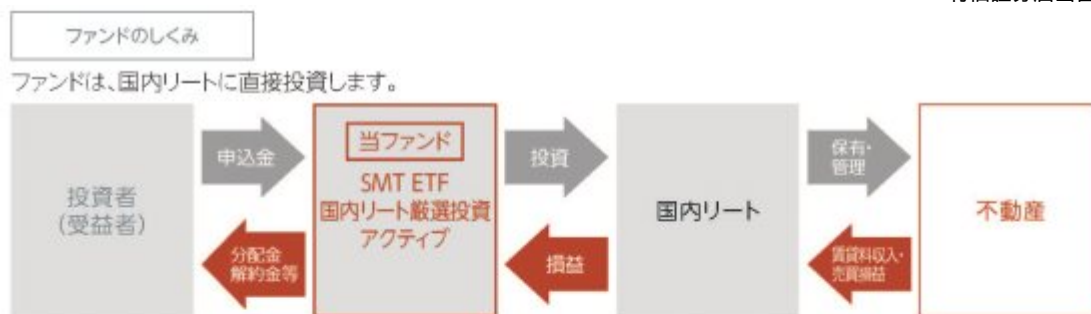 ファンドのしくみ
ファンドは、国内リートに直接投資します。
投資者
(受益者)
申込金
分配金
解約金等
当ファンド
SMT ETF
国内リート厳選投資
アクティブ
投資
損益
国内リート
保有・
管理
賃貸料収入・
売買損益
不動産